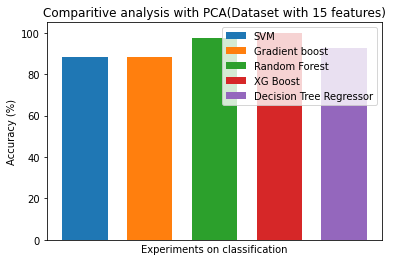 Comparitive analysis with PCA(Dataset with 15 features)
SVM
Gradient boost
Random Forest
XG Boost
Decision Tree Regressor
Accuracy (%)
100
80
60
40
20
0
Experiments on classification